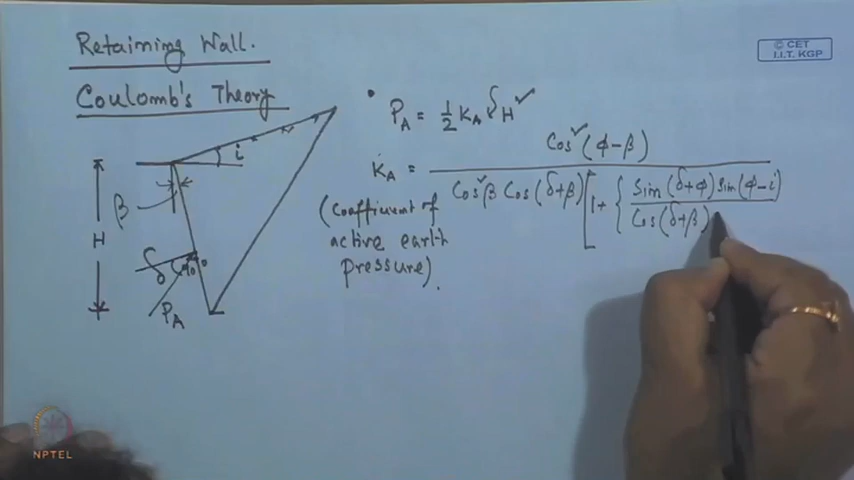 © CET
I.I.T. KGP
Retaining Wall.
Coulomb's Theory
P_A = 1/2 K_A γ H²
K_A = Cos²(φ-β) / Cos²β Cos(δ+β) [1+ { Sin(δ+φ) Sin(φ-i) / Cos(δ+β)
(Coefficient of
active earth
pressure).
i
β
H
δ
90°
P_A
NPTEL